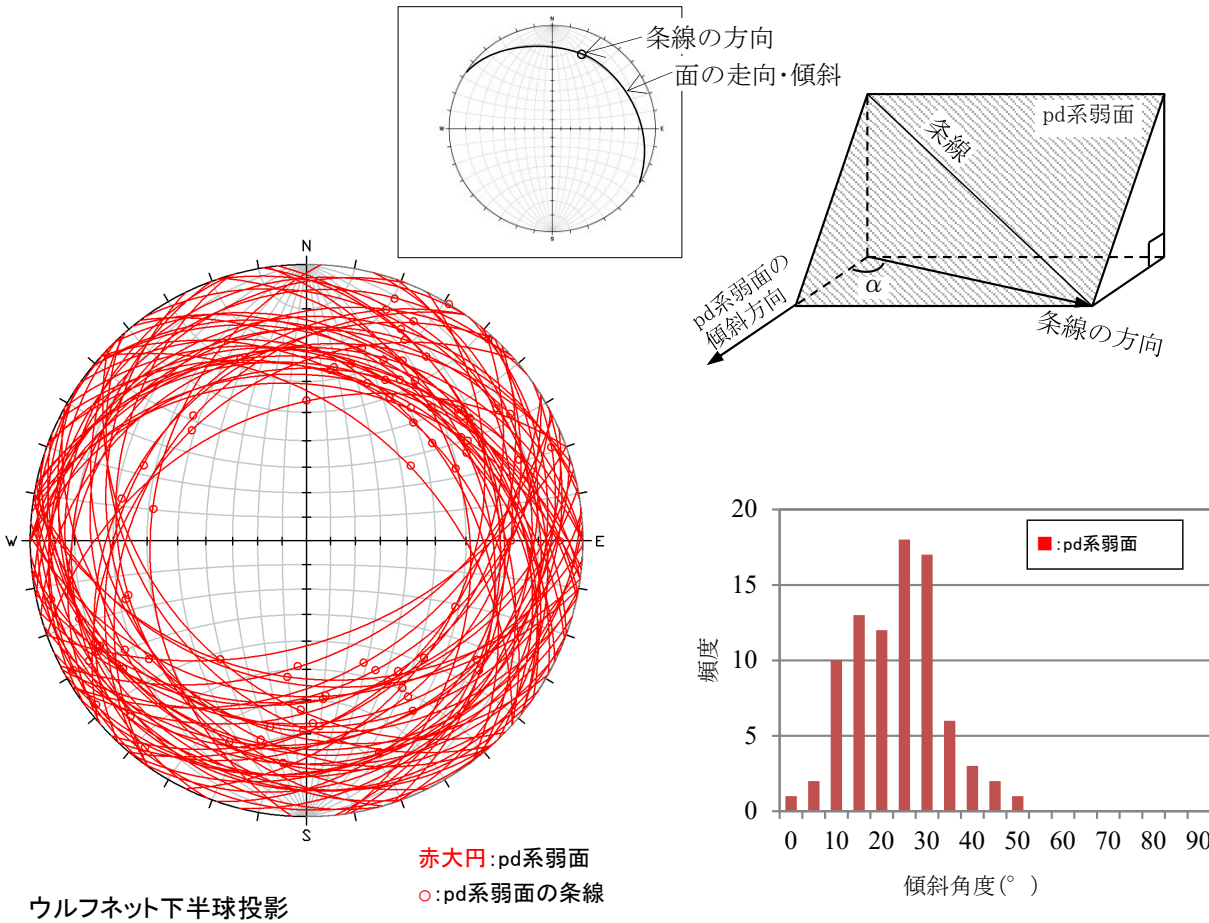 N
W
E
S
条線の方向
面の走向・傾斜
pd系弱面
条線
α
pd系弱面の
傾斜方向
条線の方向
N
W
E
S
赤大円:pd系弱面
○:pd系弱面の条線
ウルフネット下半球投影
20
15
10
5
0
頻度
■:pd系弱面
0 10 20 30 40 50 60 70 80 90
傾斜角度(°)